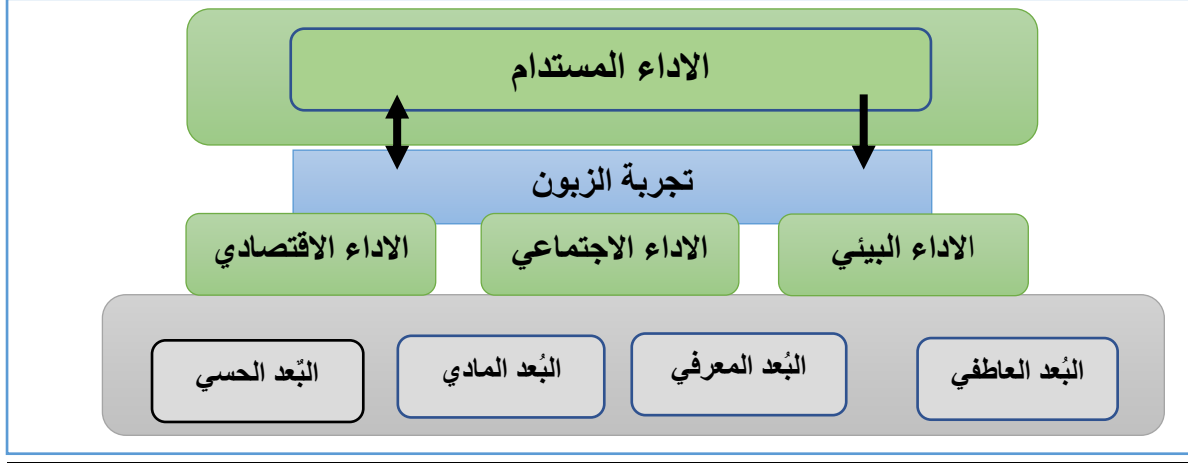 الاداء المستدام
تجربة الزبون
الاداء البيئي
الاداء الاجتماعي
الاداء الاقتصادي
البُعد العاطفي
البُعد المعرفي
البُعد المادي
البٌعد الحسي